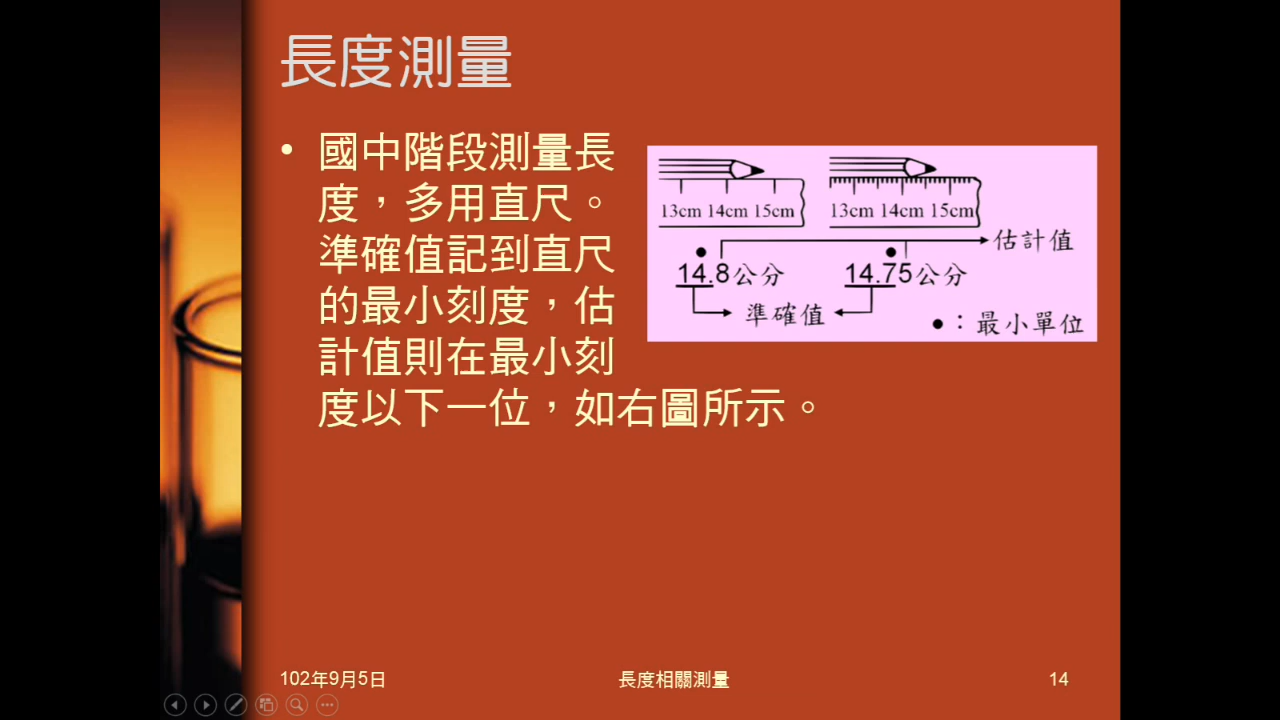 長度測量
• 國中階段測量長
度，多用直尺。
準確值記到直尺
的最小刻度，估
計值則在最小刻
度以下一位，如右圖所示。
13cm 14cm 15cm
13cm 14cm 15cm
估計值
14.8公分
14.75公分
準確值
●：最小單位
102年9月5日
長度相關測量
14